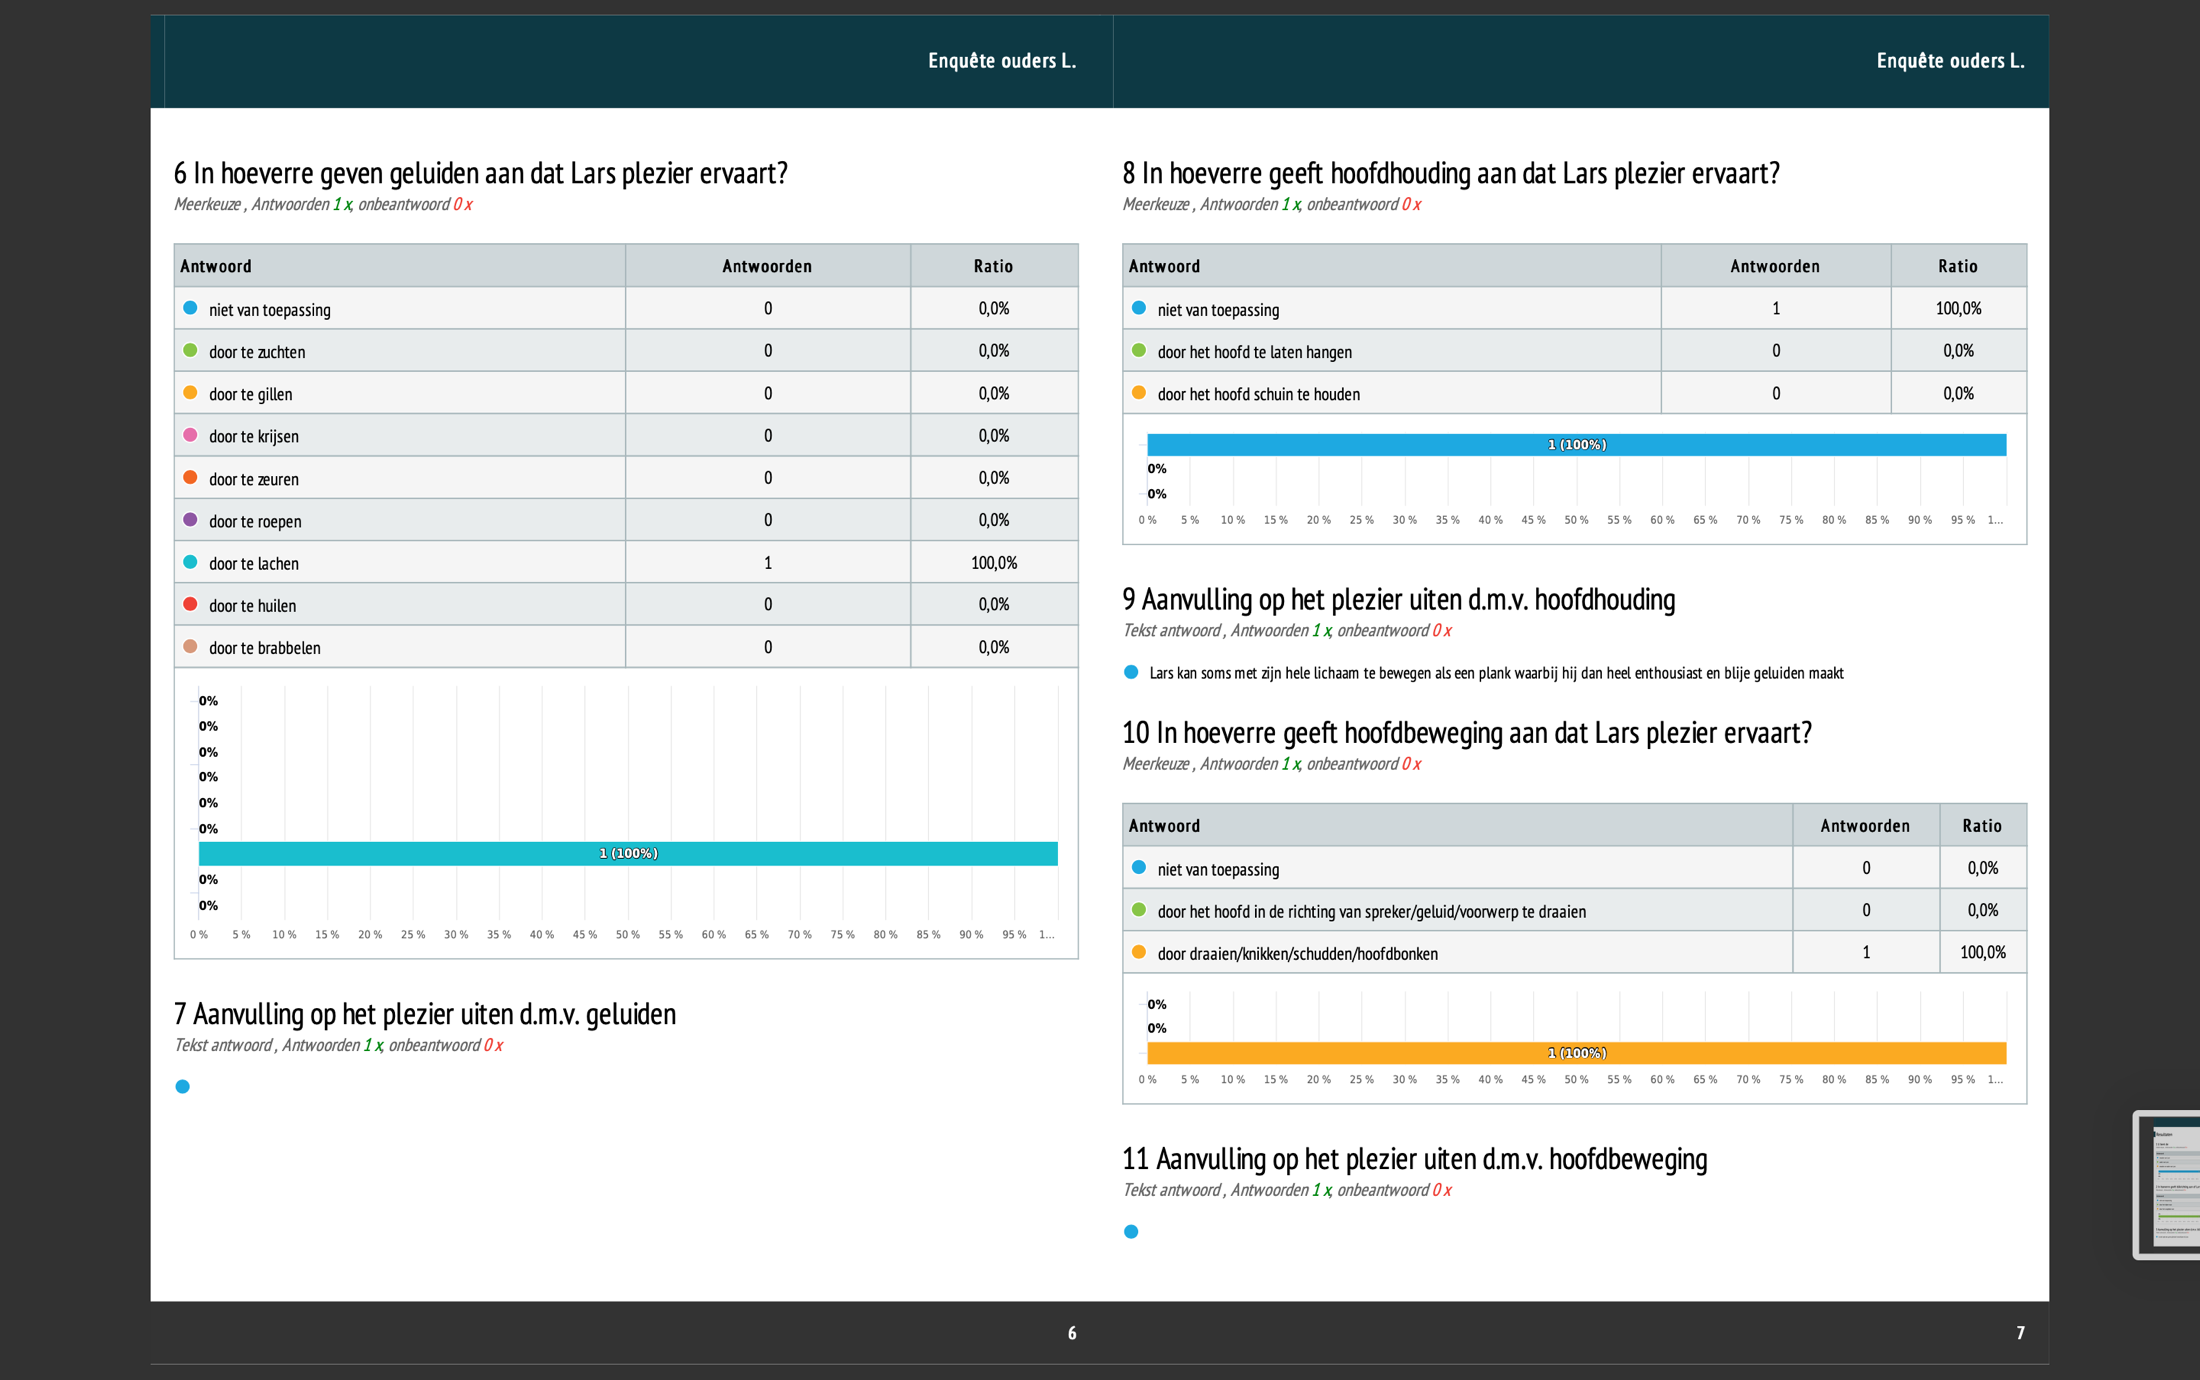 Enquête ouders L.
6 In hoeverre geven geluiden aan dat Lars plezier ervaart?
Meerkeuze , Antwoorden 1 x, onbeantwoord 0 x
Antwoord Antwoorden Ratio
niet van toepassing 0 0,0%
door te zuchten 0 0,0%
door te gillen 0 0,0%
door te krijsen 0 0,0%
door te zeuren 0 0,0%
door te roepen 0 0,0%
door te lachen 1 100,0%
door te huilen 0 0,0%
door te brabbelen 0 0,0%
0%
0%
0%
0%
0%
0%
1 (100%)
0%
0%
0 % 5 % 10 % 15 % 20 % 25 % 30 % 35 % 40 % 45 % 50 % 55 % 60 % 65 % 70 % 75 % 80 % 85 % 90 % 95 % 1...
7 Aanvulling op het plezier uiten d.m.v. geluiden
Tekst antwoord , Antwoorden 1 x, onbeantwoord 0 x
6
Enquête ouders L.
8 In hoeverre geeft hoofdhouding aan dat Lars plezier ervaart?
Meerkeuze , Antwoorden 1 x, onbeantwoord 0 x
Antwoord Antwoorden Ratio
niet van toepassing 1 100,0%
door het hoofd te laten hangen 0 0,0%
door het hoofd schuin te houden 0 0,0%
1 (100%)
0%
0%
0 % 5 % 10 % 15 % 20 % 25 % 30 % 35 % 40 % 45 % 50 % 55 % 60 % 65 % 70 % 75 % 80 % 85 % 90 % 95 % 1...
9 Aanvulling op het plezier uiten d.m.v. hoofdhouding
Tekst antwoord , Antwoorden 1 x, onbeantwoord 0 x
Lars kan soms met zijn hele lichaam te bewegen als een plank waarbij hij dan heel enthousiast en blije geluiden maakt
10 In hoeverre geeft hoofdbeweging aan dat Lars plezier ervaart?
Meerkeuze , Antwoorden 1 x, onbeantwoord 0 x
Antwoord Antwoorden Ratio
niet van toepassing 0 0,0%
door het hoofd in de richting van spreker/geluid/voorwerp te draaien 0 0,0%
door draaien/knikken/schudden/hoofdbonken 1 100,0%
0%
0%
1 (100%)
0 % 5 % 10 % 15 % 20 % 25 % 30 % 35 % 40 % 45 % 50 % 55 % 60 % 65 % 70 % 75 % 80 % 85 % 90 % 95 % 1...
11 Aanvulling op het plezier uiten d.m.v. hoofdbeweging
Tekst antwoord , Antwoorden 1 x, onbeantwoord 0 x
7